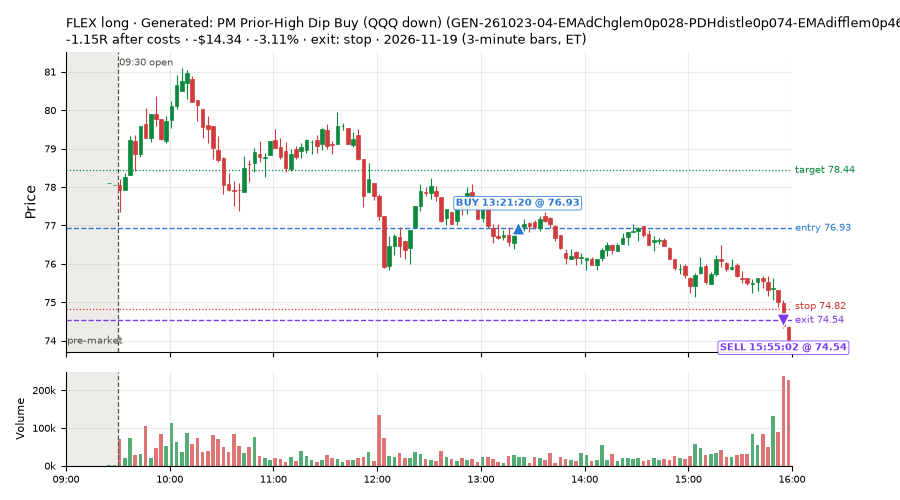 FLEX long · Generated: PM Prior-High Dip Buy (QQQ down) (GEN-261023-04-EMAdChglem0p028-PDHdistle0p074-EMAdifflem0p46
-1.15R after costs · -$14.34 · -3.11% · exit: stop · 2026-11-19 (3-minute bars, ET)
09:30 open
81
80
79
78
77
76
75
74
Price
target 78.44
BUY 13:21:20 @ 76.93
entry 76.93
stop 74.82
exit 74.54
pre-market
SELL 15:55:02 @ 74.54
200k
100k
0k
Volume
09:00
10:00
11:00
12:00
13:00
14:00
15:00
16:00